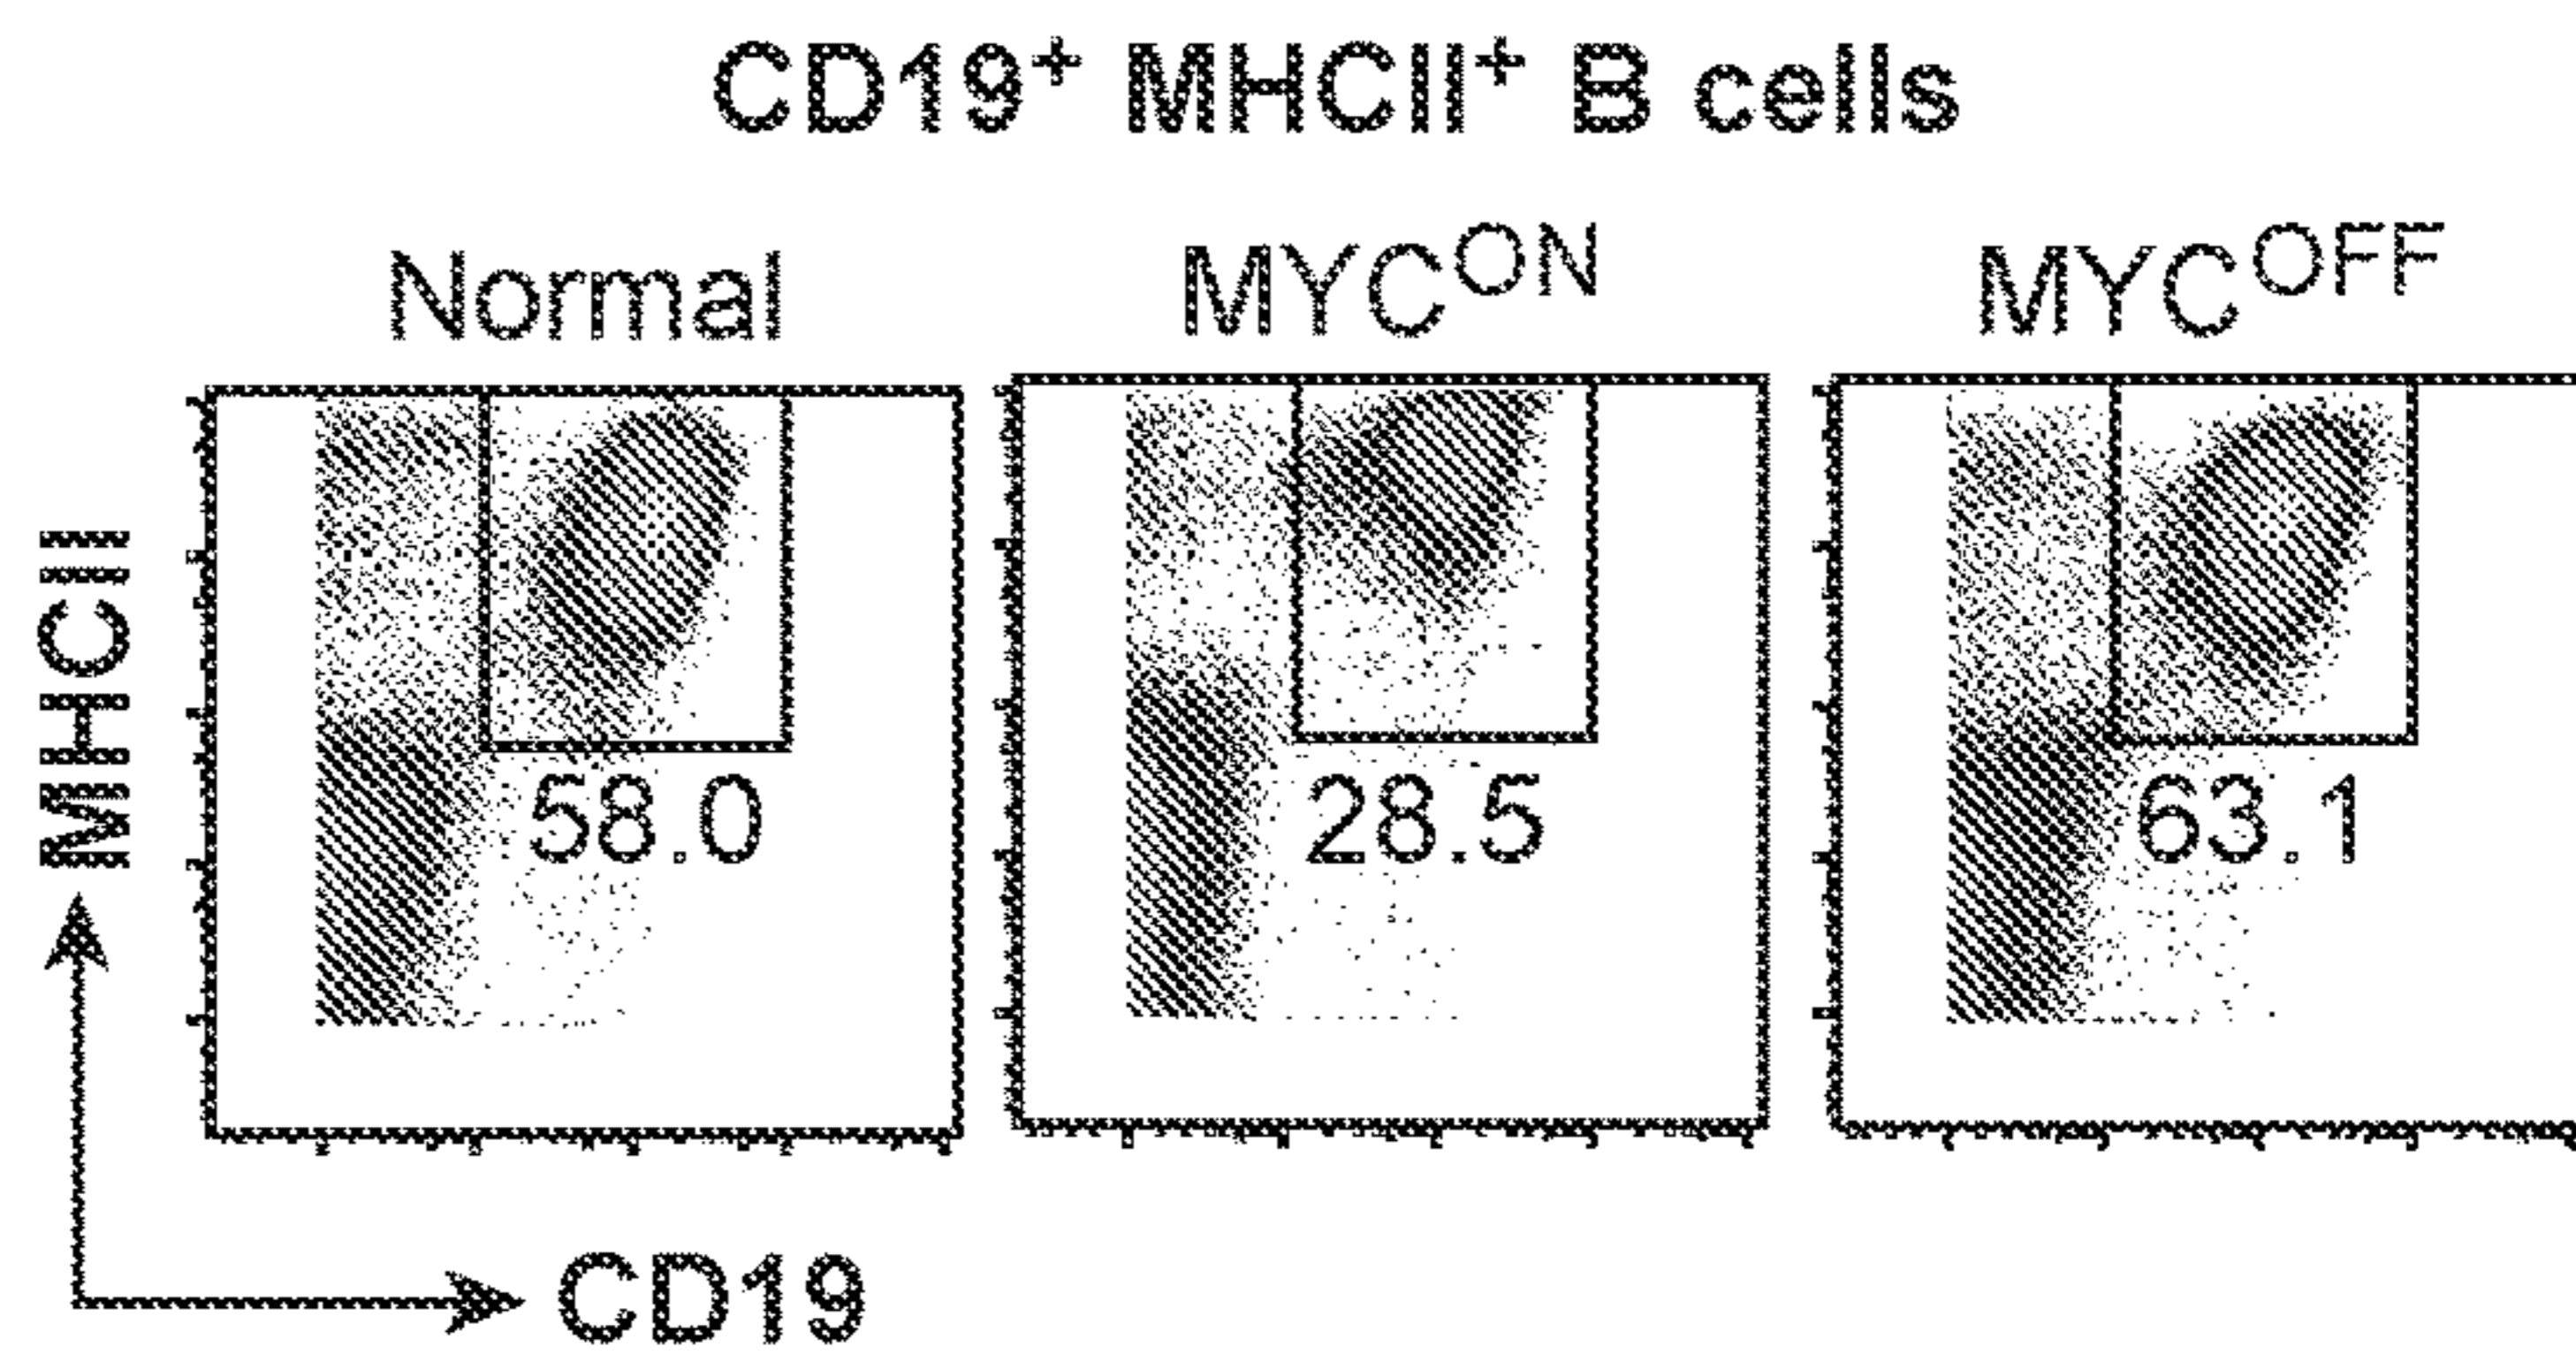 CD19⁺ MHCII⁺ B cells
Normal
MYC^ON
MYC^OFF
MHCII
58.0
28.5
63.1
CD19